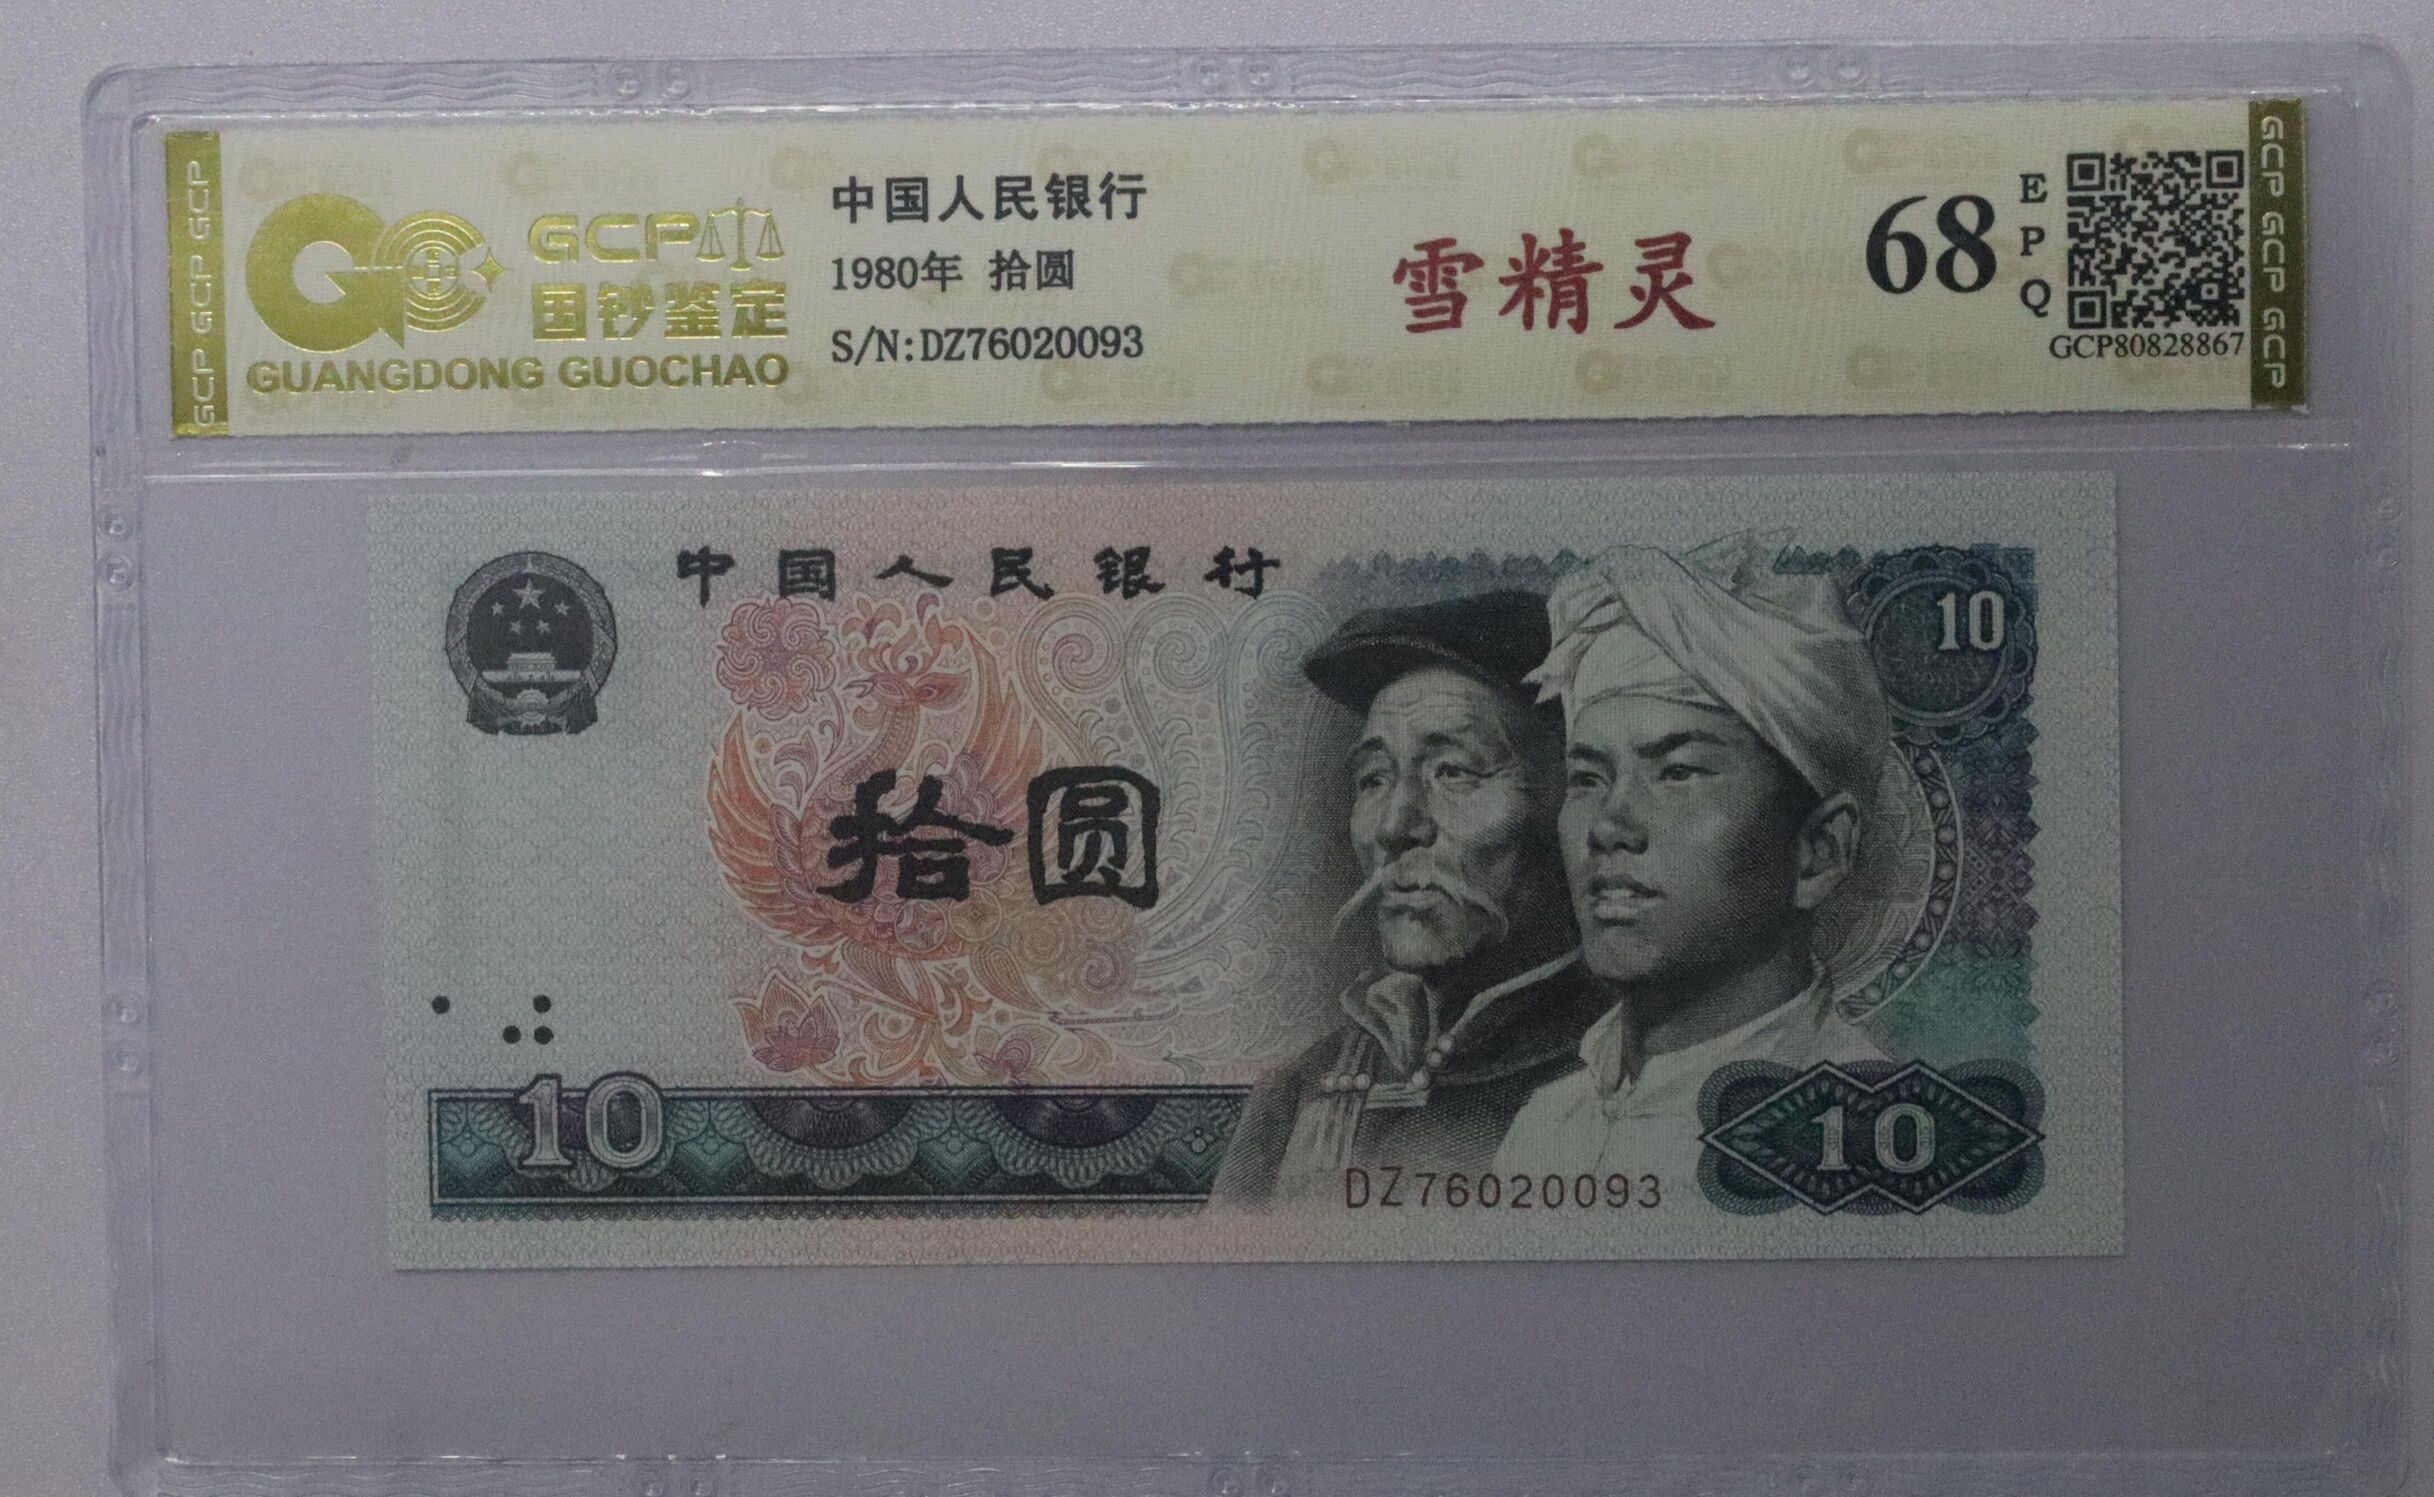 GCP GCP GCP
GCP
国钞鉴定
GUANGDONG GUOCHAO
中国人民银行
1980年 拾圆
S/N:DZ76020093
雪精灵
68
E
P
Q
GCP80828867
GCP GCP GCP
中国人民银行
10
拾圆
10
DZ76020093
10